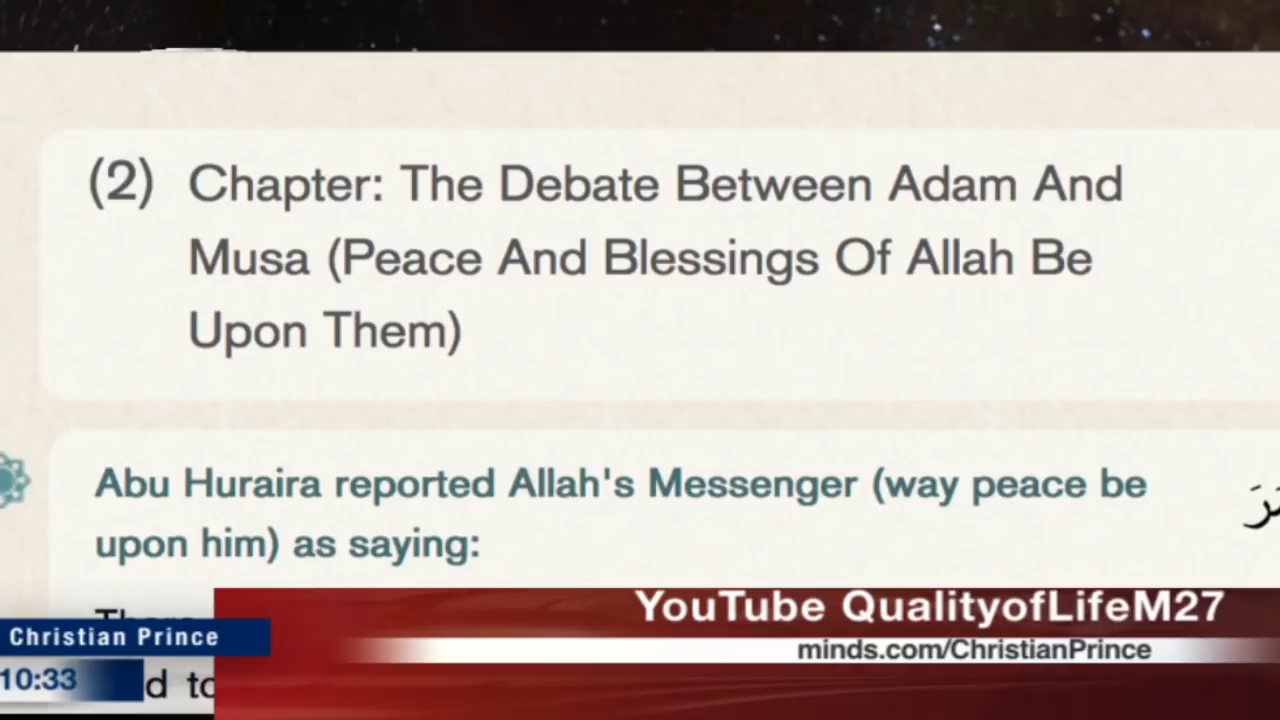 (2) Chapter: The Debate Between Adam And
Musa (Peace And Blessings Of Allah Be
Upon Them)
Abu Huraira reported Allah's Messenger (way peace be
upon him) as saying:
YouTube QualityofLifeM27
Christian Prince
minds.com/ChristianPrince
10:33